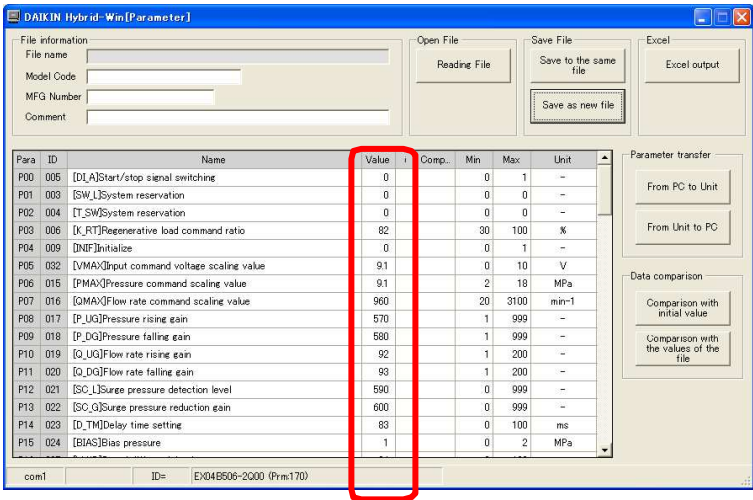 DAIKIN Hybrid-Win[Parameter]
File information
File name
Model Code
MFG Number
Comment
Open File
Reading File
Save File
Save to the same
file
Save as new file
Excel
Excel output
Para ID Name Value Comp... Min Max Unit
P00 005 [DI_A]Start/stop signal switching 0 0 1 -
P01 003 [SW_L]System reservation 0 0 0 -
P02 004 [T_SW]System reservation 0 0 0 -
P03 006 [K_RT]Regenerative load command ratio 82 30 100 %
P04 009 [INIF]Initialize 0 0 1 -
P05 032 [VMAX]Input command voltage scaling value 9.1 0 10 V
P06 015 [PMAX]Pressure command scaling value 9.1 2 18 MPa
P07 016 [QMAX]Flow rate command scaling value 960 20 3100 min-1
P08 017 [P_UG]Pressure rising gain 570 1 999 -
P09 018 [P_DG]Pressure falling gain 580 1 999 -
P10 019 [Q_UG]Flow rate rising gain 92 1 200 -
P11 020 [Q_DG]Flow rate falling gain 93 1 200 -
P12 021 [SC_L]Surge pressure detection level 590 0 999 -
P13 022 [SC_G]Surge pressure reduction gain 600 0 999 -
P14 023 [D_TM]Delay time setting 83 0 100 ms
P15 024 [BIAS]Bias pressure 1 0 2 MPa
Parameter transfer
From PC to Unit
From Unit to PC
Data comparison
Comparison with
initial value
Comparison with
the values of the
file
com1 ID= EX04B506-2Q00 (Prm:170)